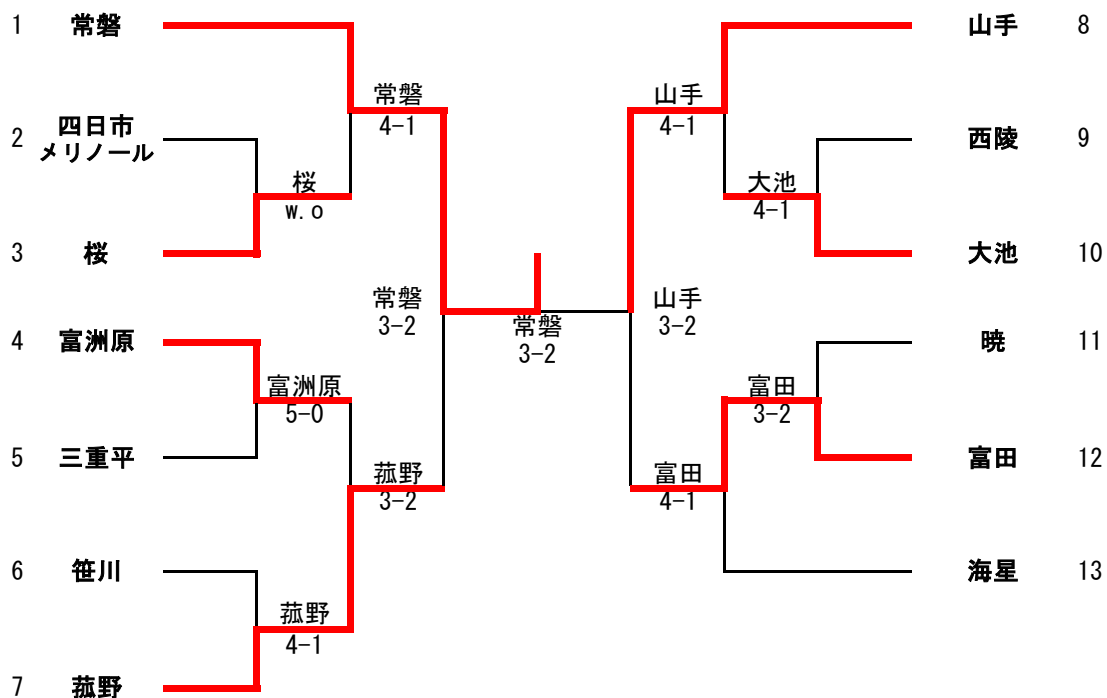 1 常磐
山手 8
常磐
4-1
山手
4-1
2 四日市
メリノール
西陵 9
桜
w.o
大池
4-1
3 桜
大池 10
常磐
3-2
常磐
3-2
山手
3-2
4 富洲原
暁 11
富洲原
5-0
富田
3-2
5 三重平
富田 12
菰野
3-2
富田
4-1
6 笹川
海星 13
菰野
4-1
7 菰野